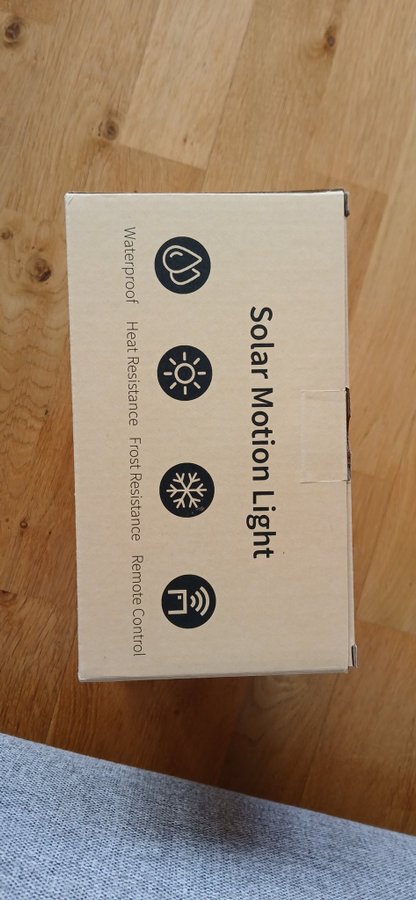 Solar Motion Light
Waterproof Heat Resistance Frost Resistance Remote Control